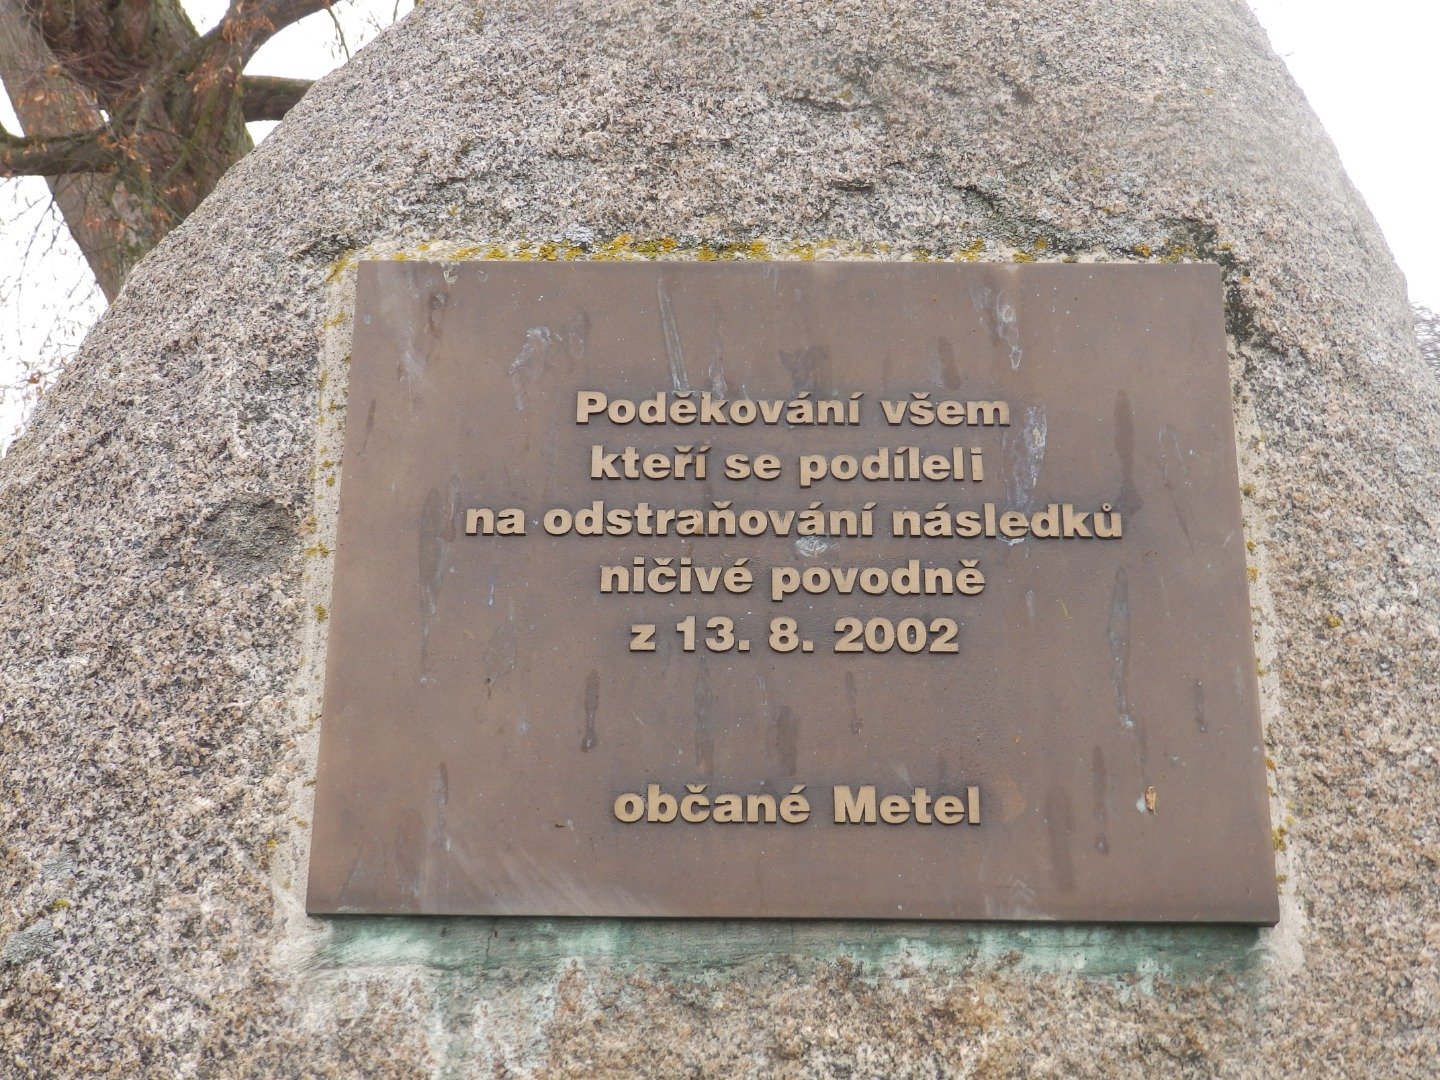 Poděkování všem
kteří se podíleli
na odstraňování následků
ničivé povodně
z 13. 8. 2002
občané Metel